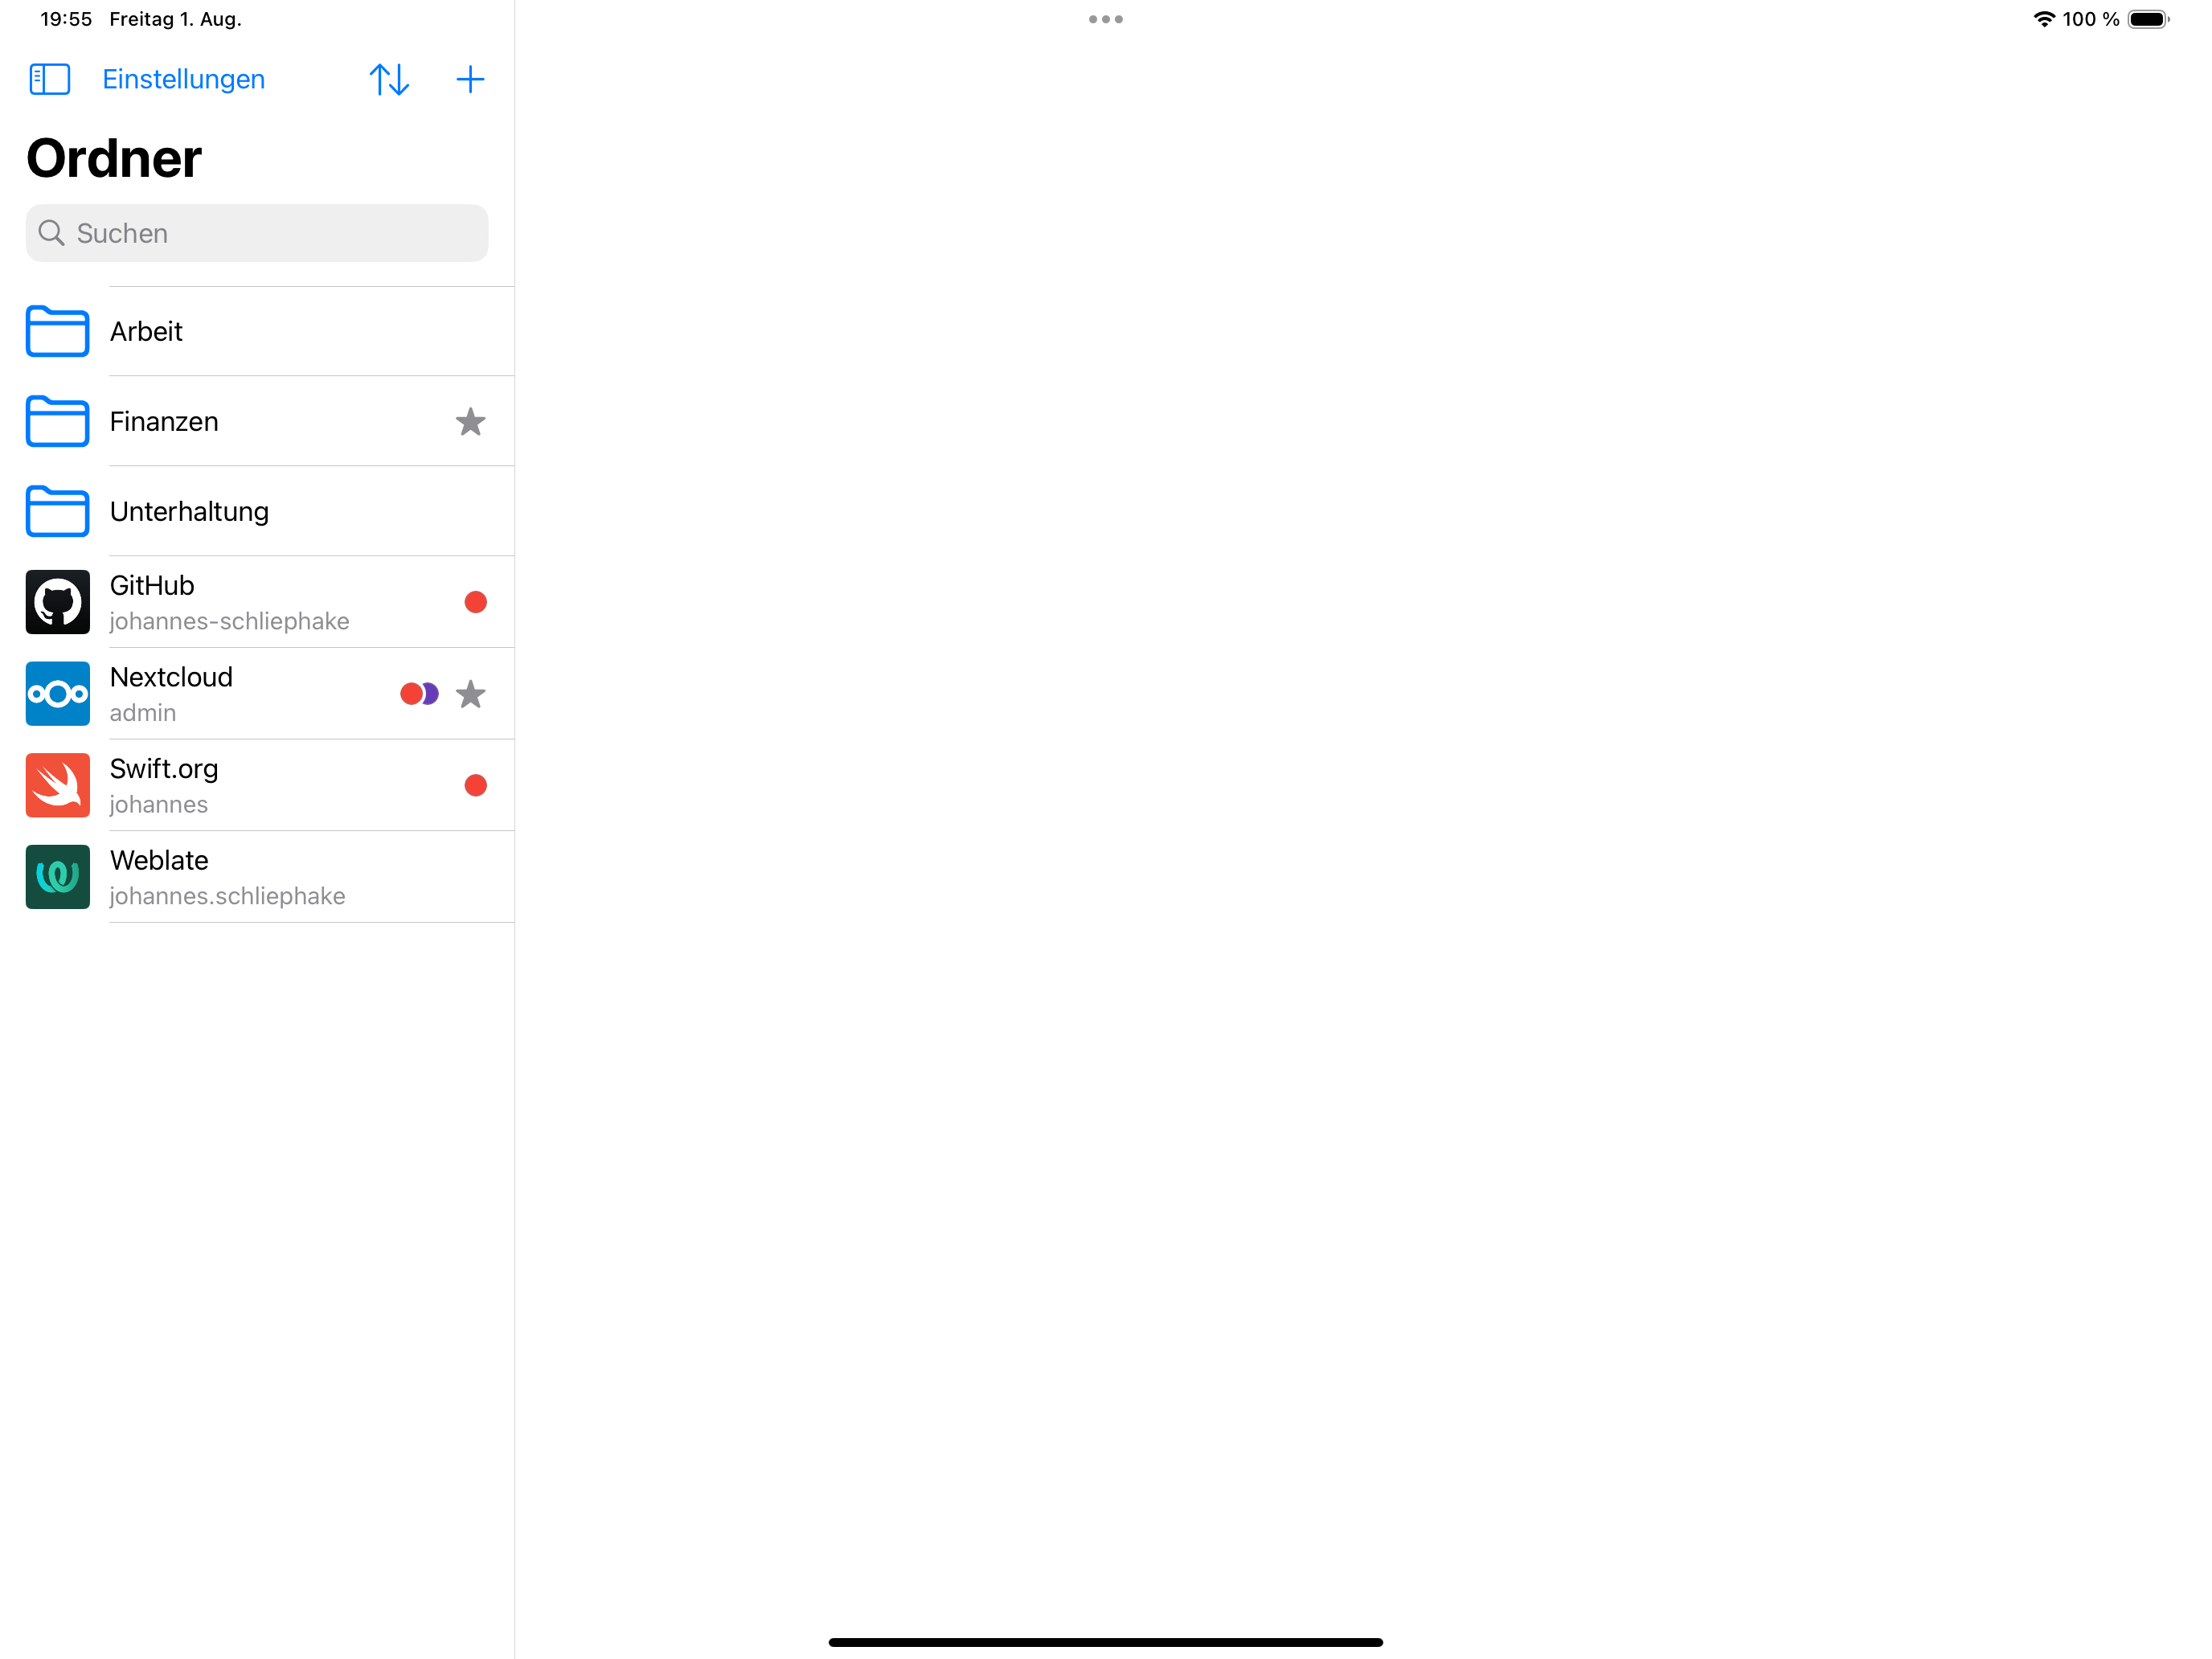 19:55 Freitag 1. Aug.
100 %
Einstellungen
Ordner
Suchen
Arbeit
Finanzen
Unterhaltung
GitHub
johannes-schliephake
Nextcloud
admin
Swift.org
johannes
Weblate
johannes.schliephake